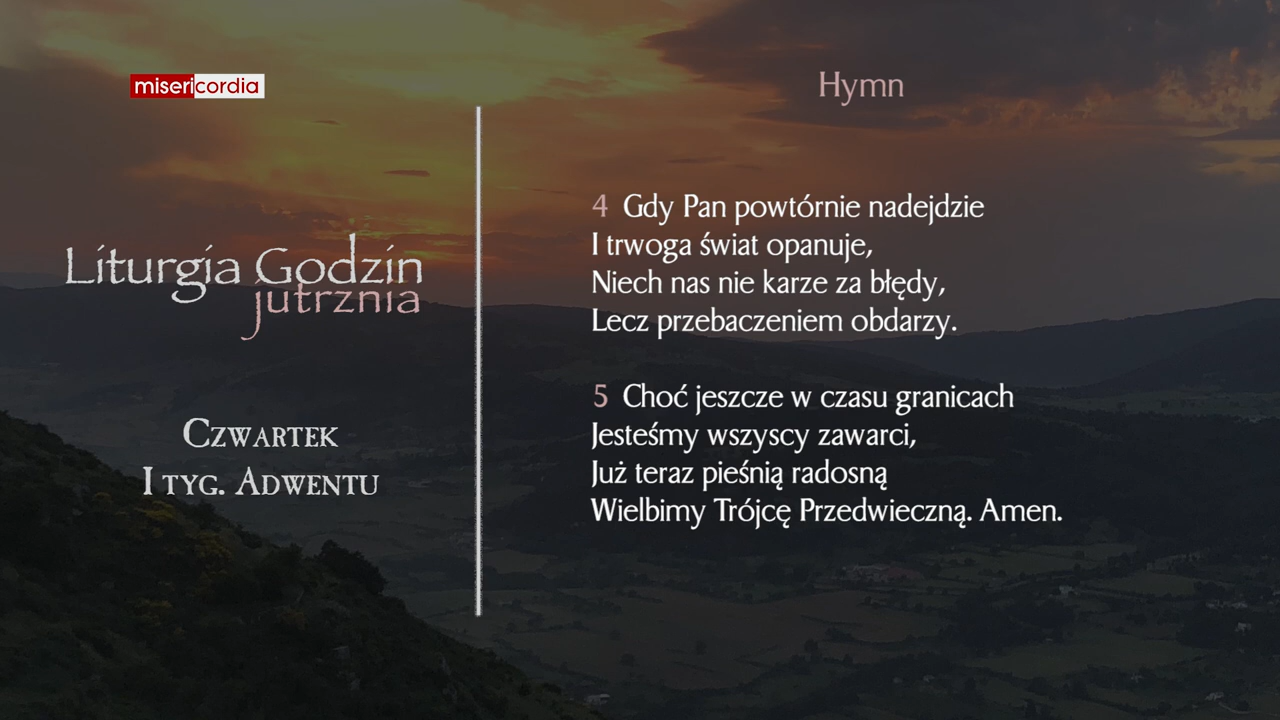 misericordia
Liturgia Godzin
jutrznia
Czwartek
I tyg. Adwentu
Hymn
4 Gdy Pan powtórnie nadejdzie
I trwoga świat opanuje,
Niech nas nie karze za błędy,
Lecz przebaczeniem obdarzy.
5 Choć jeszcze w czasu granicach
Jesteśmy wszyscy zawarci,
Już teraz pieśnią radosną
Wielbimy Trójcę Przedwieczną. Amen.